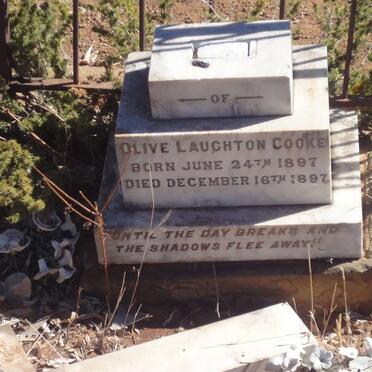 OF
OLIVE LAUGHTON COOKE
BORN JUNE 24TH 1897
DIED DECEMBER 16TH 1897.
"UNTIL THE DAY BREAKS AND
THE SHADOWS FLEE AWAY!"